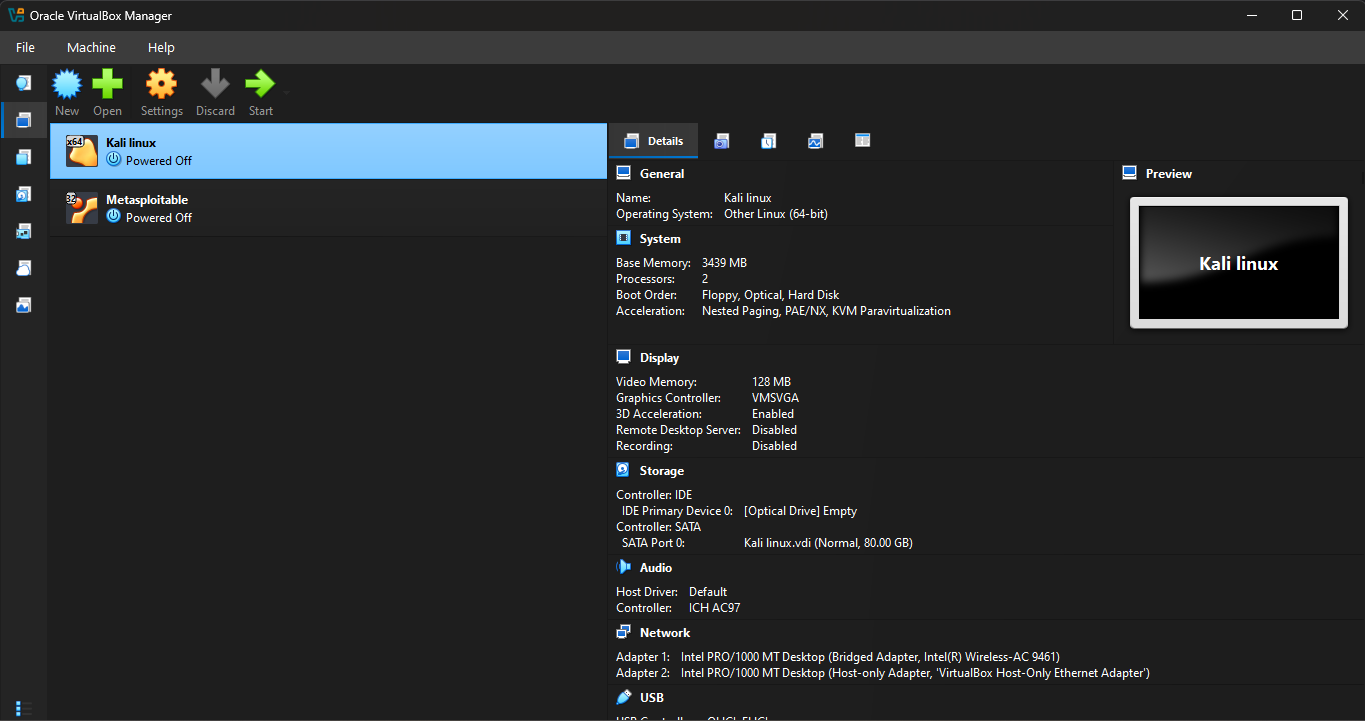 Oracle VirtualBox Manager
File Machine Help
New Open Settings Discard Start
x64
Kali linux
Powered Off
32
Metasploitable
Powered Off
Details
General
Name: Kali linux
Operating System: Other Linux (64-bit)
Preview
Kali linux
System
Base Memory: 3439 MB
Processors: 2
Boot Order: Floppy, Optical, Hard Disk
Acceleration: Nested Paging, PAE/NX, KVM Paravirtualization
Display
Video Memory: 128 MB
Graphics Controller: VMSVGA
3D Acceleration: Enabled
Remote Desktop Server: Disabled
Recording: Disabled
Storage
Controller: IDE
IDE Primary Device 0: [Optical Drive] Empty
Controller: SATA
SATA Port 0: Kali linux.vdi (Normal, 80.00 GB)
Audio
Host Driver: Default
Controller: ICH AC97
Network
Adapter 1: Intel PRO/1000 MT Desktop (Bridged Adapter, Intel(R) Wireless-AC 9461)
Adapter 2: Intel PRO/1000 MT Desktop (Host-only Adapter, 'VirtualBox Host-Only Ethernet Adapter')
USB